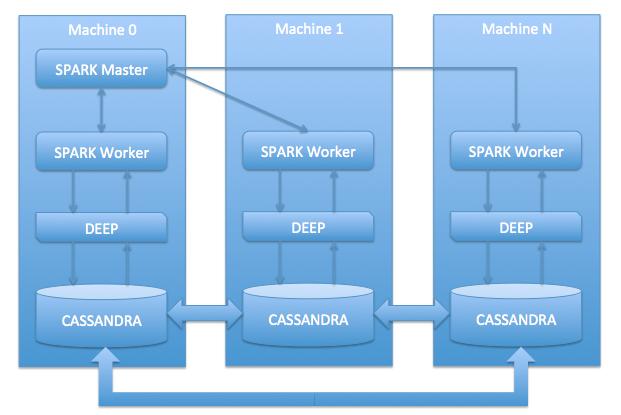 Machine 0
Machine 1
Machine N
SPARK Master
SPARK Worker
SPARK Worker
SPARK Worker
DEEP
DEEP
DEEP
CASSANDRA
CASSANDRA
CASSANDRA